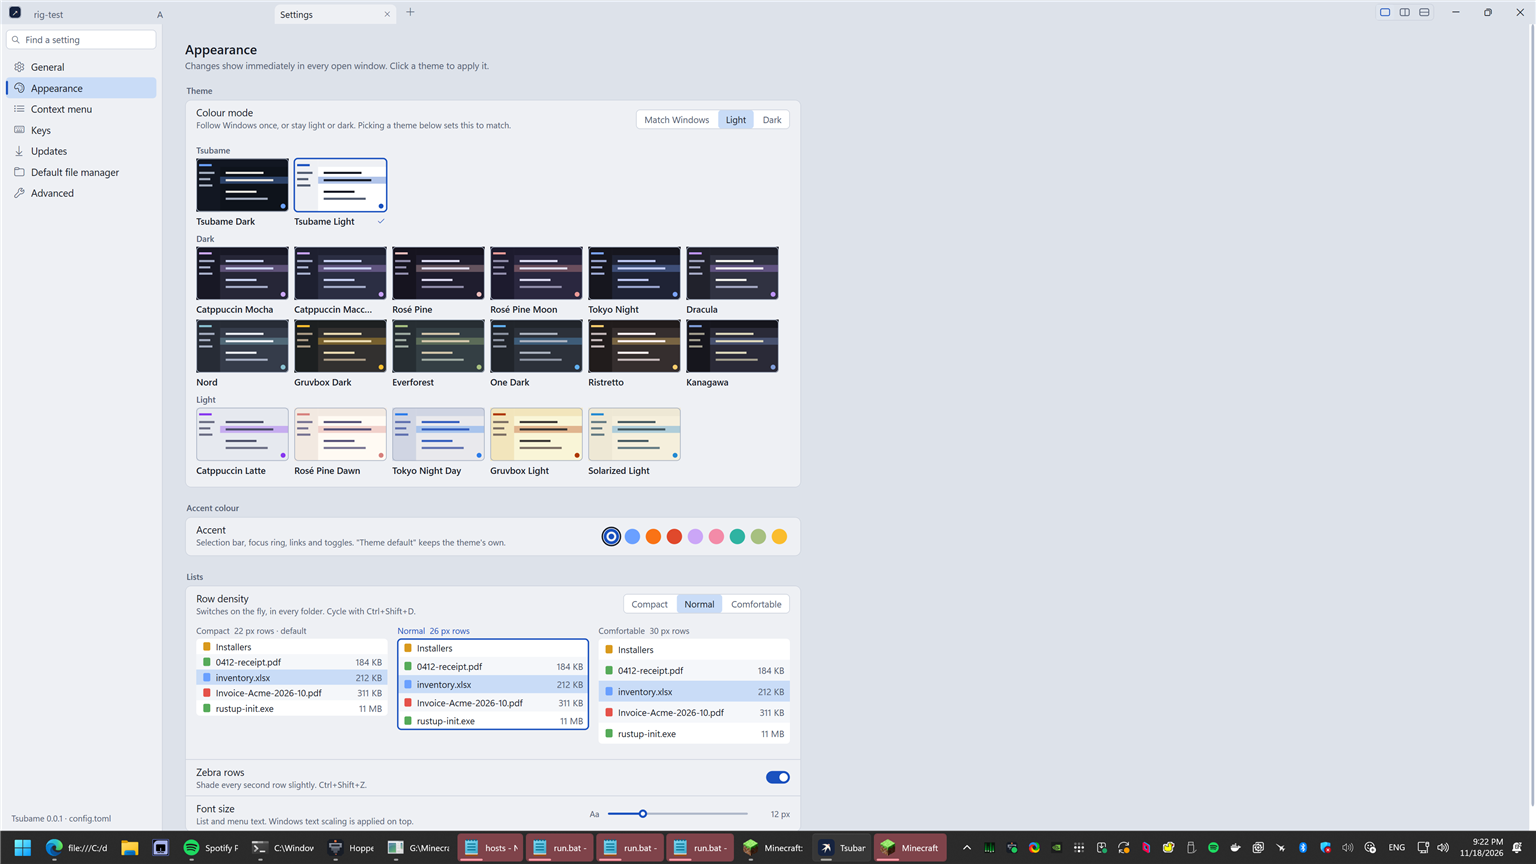 rig-test
A
Settings
Find a setting
General
Appearance
Context menu
Keys
Updates
Default file manager
Advanced
Tsubame 0.0.1 · config.toml
Appearance
Changes show immediately in every open window. Click a theme to apply it.
Theme
Colour mode
Follow Windows once, or stay light or dark. Picking a theme below sets this to match.
Match Windows Light Dark
Tsubame
Tsubame Dark Tsubame Light
Dark
Catppuccin Mocha Catppuccin Macc... Rosé Pine Rosé Pine Moon Tokyo Night Dracula
Nord Gruvbox Dark Everforest One Dark Ristretto Kanagawa
Light
Catppuccin Latte Rosé Pine Dawn Tokyo Night Day Gruvbox Light Solarized Light
Accent colour
Accent
Selection bar, focus ring, links and toggles. "Theme default" keeps the theme's own.
Lists
Row density
Switches on the fly, in every folder. Cycle with Ctrl+Shift+D.
Compact Normal Comfortable
Compact 22 px rows · default
Installers
0412-receipt.pdf 184 KB
inventory.xlsx 212 KB
Invoice-Acme-2026-10.pdf 311 KB
rustup-init.exe 11 MB
Normal 26 px rows
Installers
0412-receipt.pdf 184 KB
inventory.xlsx 212 KB
Invoice-Acme-2026-10.pdf 311 KB
rustup-init.exe 11 MB
Comfortable 30 px rows
Installers
0412-receipt.pdf 184 KB
inventory.xlsx 212 KB
Invoice-Acme-2026-10.pdf 311 KB
rustup-init.exe 11 MB
Zebra rows
Shade every second row slightly. Ctrl+Shift+Z.
Font size
List and menu text. Windows text scaling is applied on top.
Aa 12 px
file:///C:/d Spotify F C:\Window Hoppe G:\Minecra hosts - N run.bat - run.bat - run.bat - Minecraft: Tsubar Minecraft
ENG
9:22 PM
11/18/2026